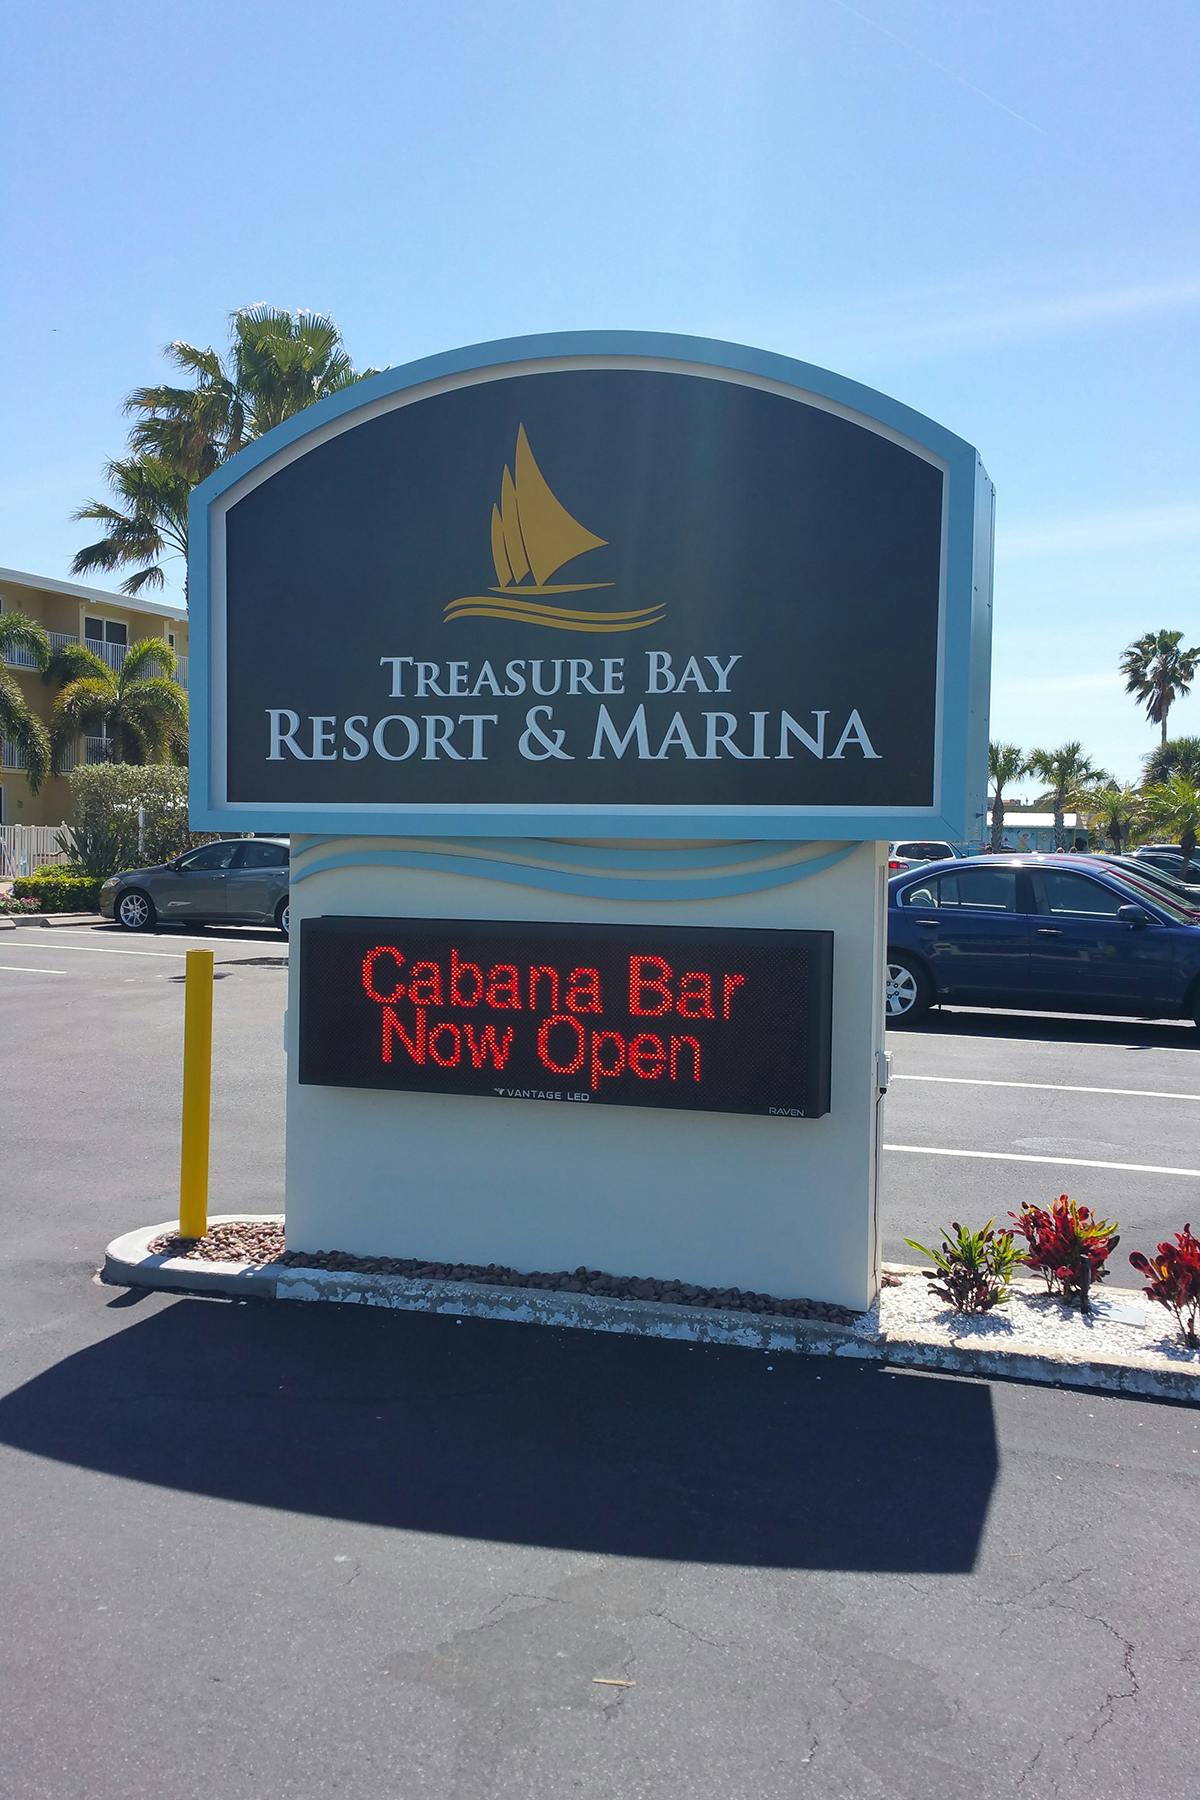 Treasure Bay
Resort & Marina
Cabana Bar
Now Open
VANTAGE LED
RAVEN